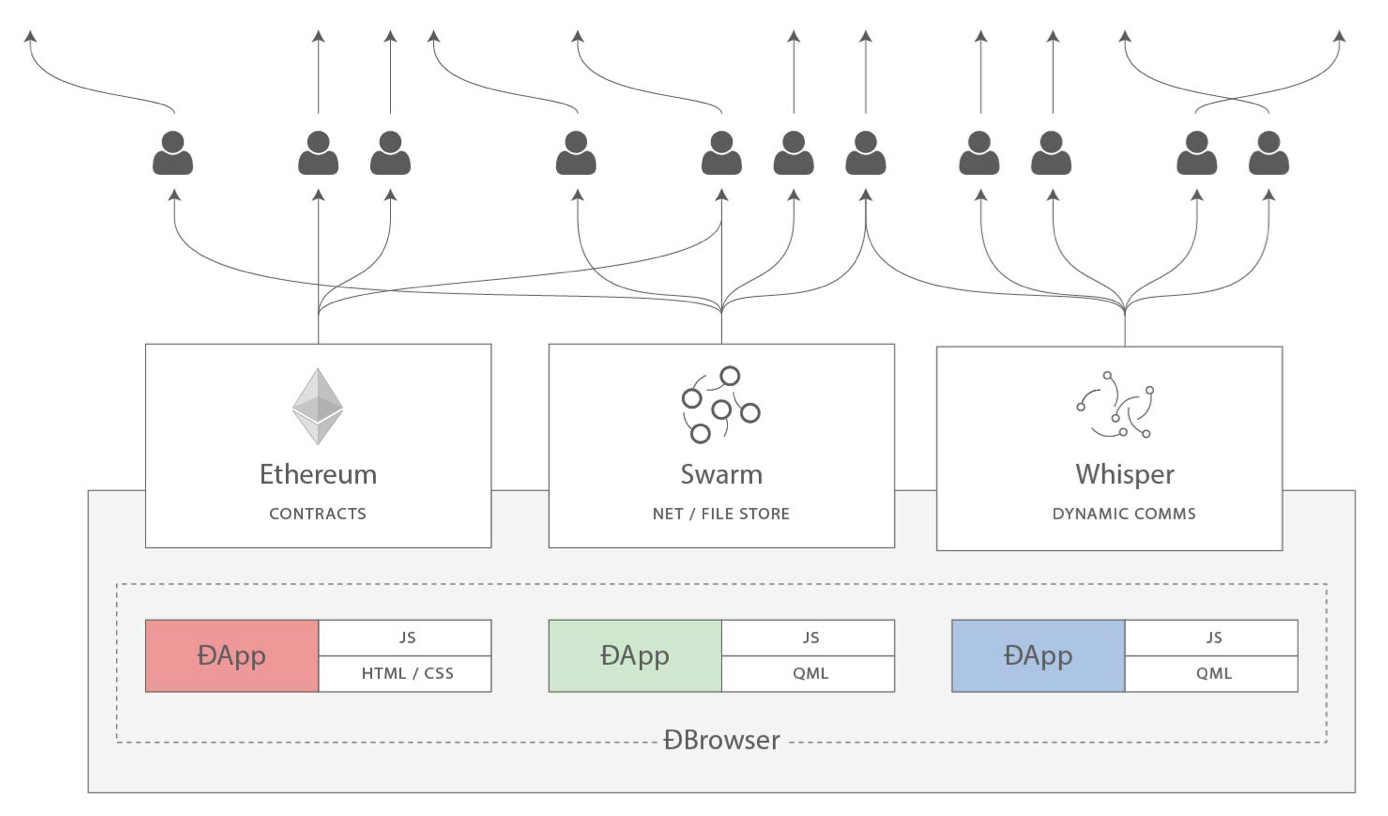 Ethereum
CONTRACTS
Swarm
NET / FILE STORE
Whisper
DYNAMIC COMMS
ĐApp
JS
HTML / CSS
ĐApp
JS
QML
ĐApp
JS
QML
ĐBrowser